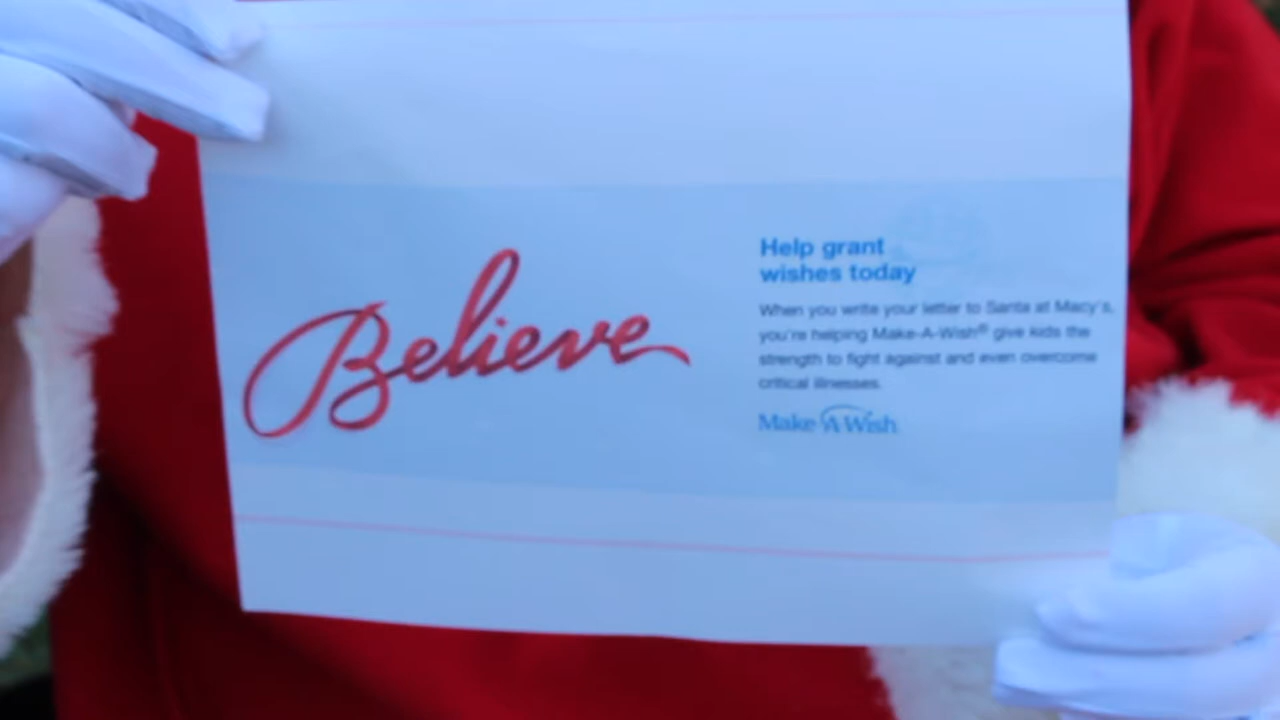 Believe
Help grant
wishes today
When you write your letter to Santa at Macy's,
you're helping Make-A-Wish® give kids the
strength to fight against and even overcome
critical illnesses.
Make A Wish